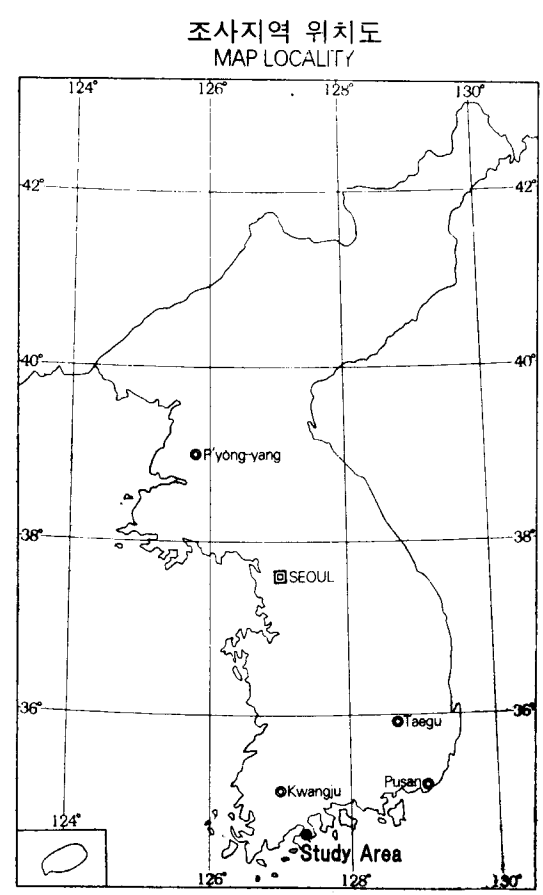 조사지역 위치도
MAP LOCALITY
124° 126° 128° 130°
42° 42°
40° 40°
P'yŏng-yang
38° 38°
SEOUL
36° 36°
Taegu
Pusan
Kwangju
124°
Study Area
126° 128° 130°